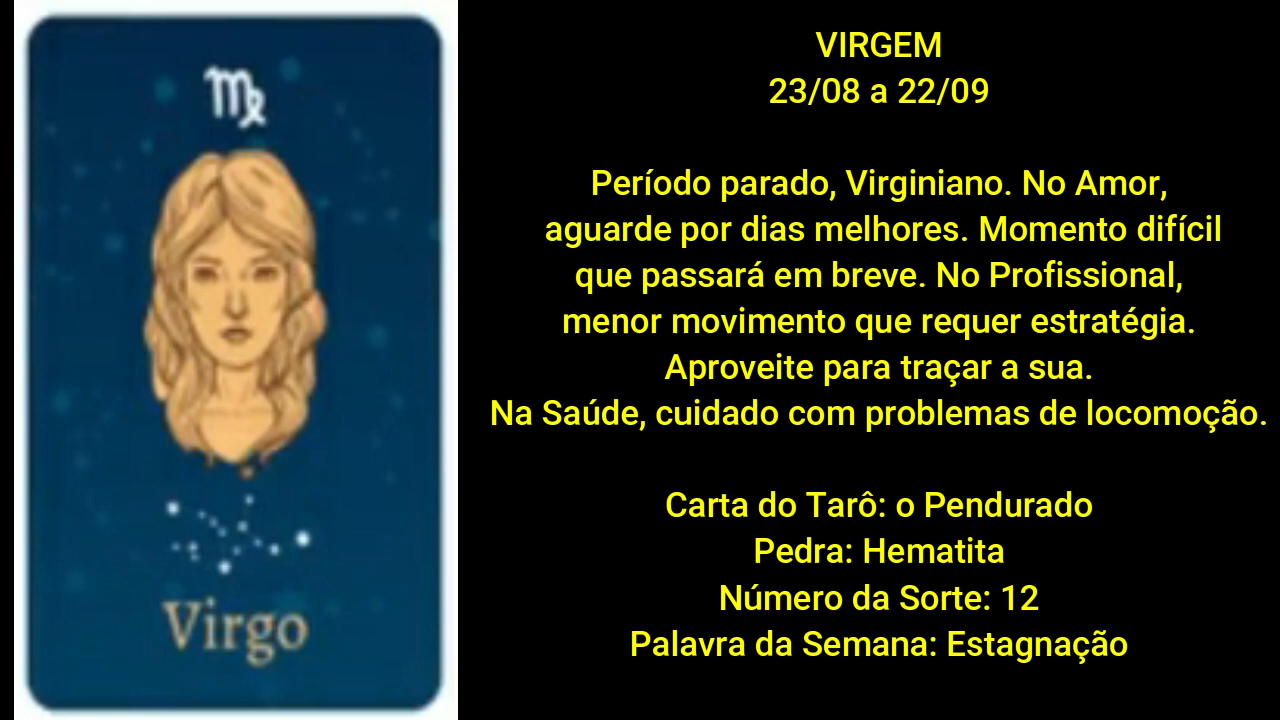 Virgo
VIRGEM
23/08 a 22/09
Período parado, Virginiano. No Amor,
aguarde por dias melhores. Momento difícil
que passará em breve. No Profissional,
menor movimento que requer estratégia.
Aproveite para traçar a sua.
Na Saúde, cuidado com problemas de locomoção.
Carta do Tarô: o Pendurado
Pedra: Hematita
Número da Sorte: 12
Palavra da Semana: Estagnação